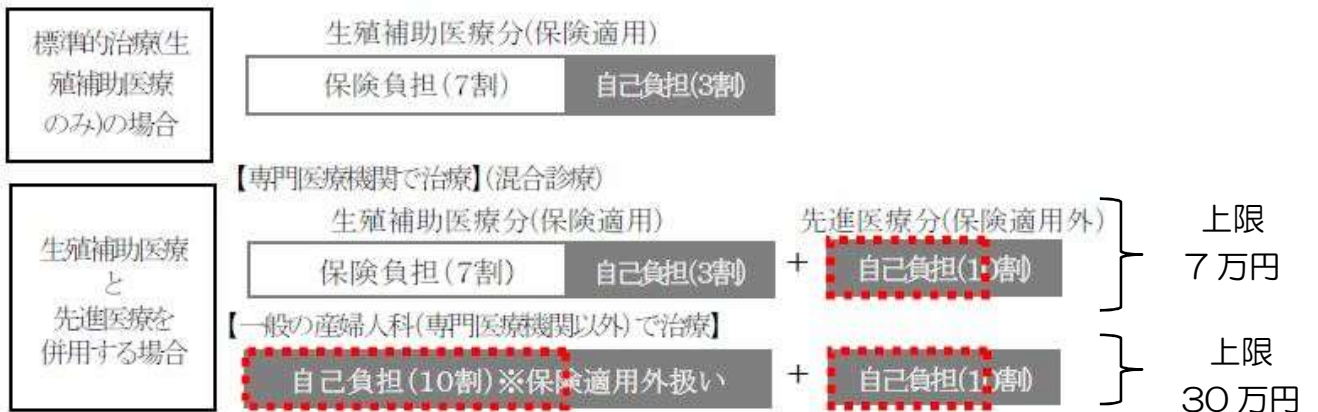 標準的治療(生
殖補助医療
のみ)の場合
生殖補助医療分(保険適用)
保険負担(7割)
自己負担(3割)
生殖補助医療
と
先進医療を
併用する場合
【専門医療機関で治療】(混合診療)
生殖補助医療分(保険適用)
先進医療分(保険適用外)
保険負担(7割)
自己負担(3割)
+
自己負担(10割)
上限
7万円
【一般の産婦人科(専門医療機関以外)で治療】
自己負担(10割)※保険適用外扱い
+
自己負担(10割)
上限
30万円